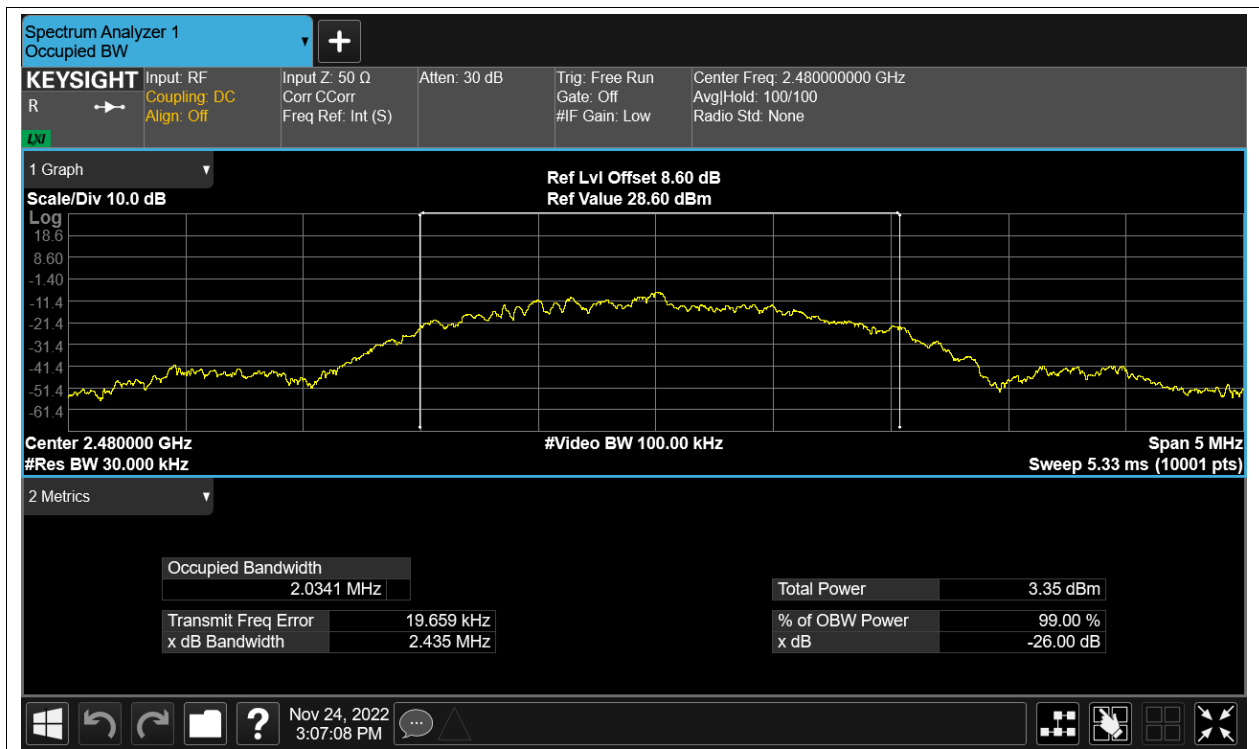 Spectrum Analyzer 1
Occupied BW
KEYSIGHT
R
LXI
Input: RF
Coupling: DC
Align: Off
Input Z: 50 Ω
Corr CCorr
Freq Ref: Int (S)
Atten: 30 dB
Trig: Free Run
Gate: Off
#IF Gain: Low
Center Freq: 2.480000000 GHz
Avg|Hold: 100/100
Radio Std: None
1 Graph
Scale/Div 10.0 dB
Ref Lvl Offset 8.60 dB
Ref Value 28.60 dBm
Log
18.6
8.60
-1.40
-11.4
-21.4
-31.4
-41.4
-51.4
-61.4
Center 2.480000 GHz
#Res BW 30.000 kHz
#Video BW 100.00 kHz
Span 5 MHz
Sweep 5.33 ms (10001 pts)
2 Metrics
Occupied Bandwidth
2.0341 MHz
Transmit Freq Error 19.659 kHz
x dB Bandwidth 2.435 MHz
Total Power 3.35 dBm
% of OBW Power 99.00 %
x dB -26.00 dB
?
Nov 24, 2022
3:07:08 PM